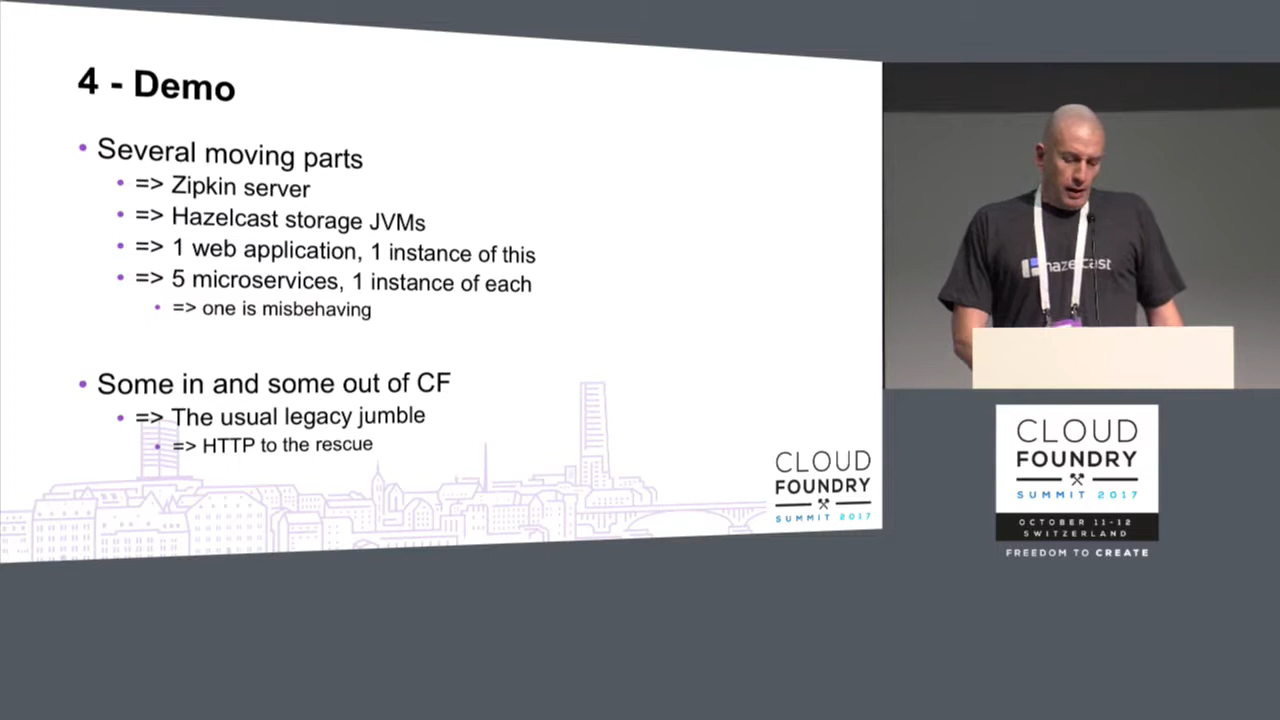 4 - Demo
• Several moving parts
• => Zipkin server
• => Hazelcast storage JVMs
• => 1 web application, 1 instance of this
• => 5 microservices, 1 instance of each
• => one is misbehaving
• Some in and some out of CF
• => The usual legacy jumble
• => HTTP to the rescue
CLOUD
FOUNDRY
SUMMIT 2017
hazelcast
CLOUD
FOUNDRY
SUMMIT 2017
OCTOBER 11-12
SWITZERLAND
FREEDOM TO CREATE